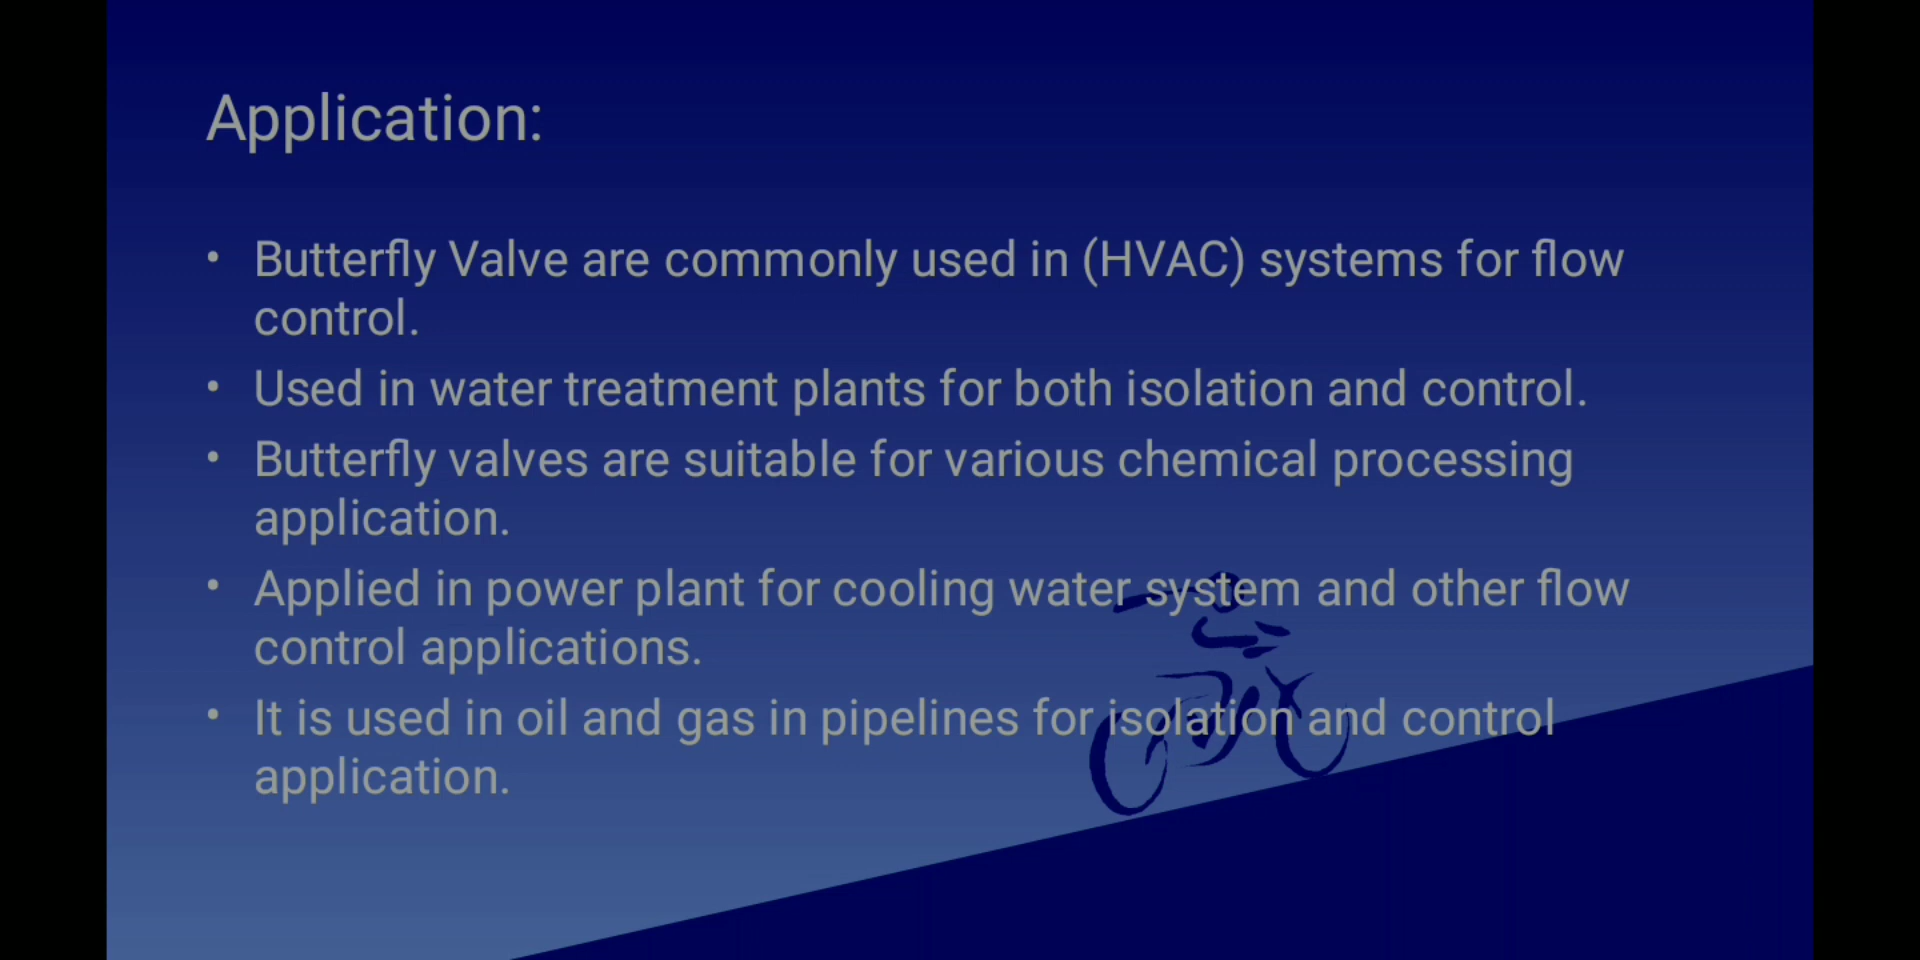 Application:
• Butterfly Valve are commonly used in (HVAC) systems for flow
control.
• Used in water treatment plants for both isolation and control.
• Butterfly valves are suitable for various chemical processing
application.
• Applied in power plant for cooling water system and other flow
control applications.
• It is used in oil and gas in pipelines for isolation and control
application.